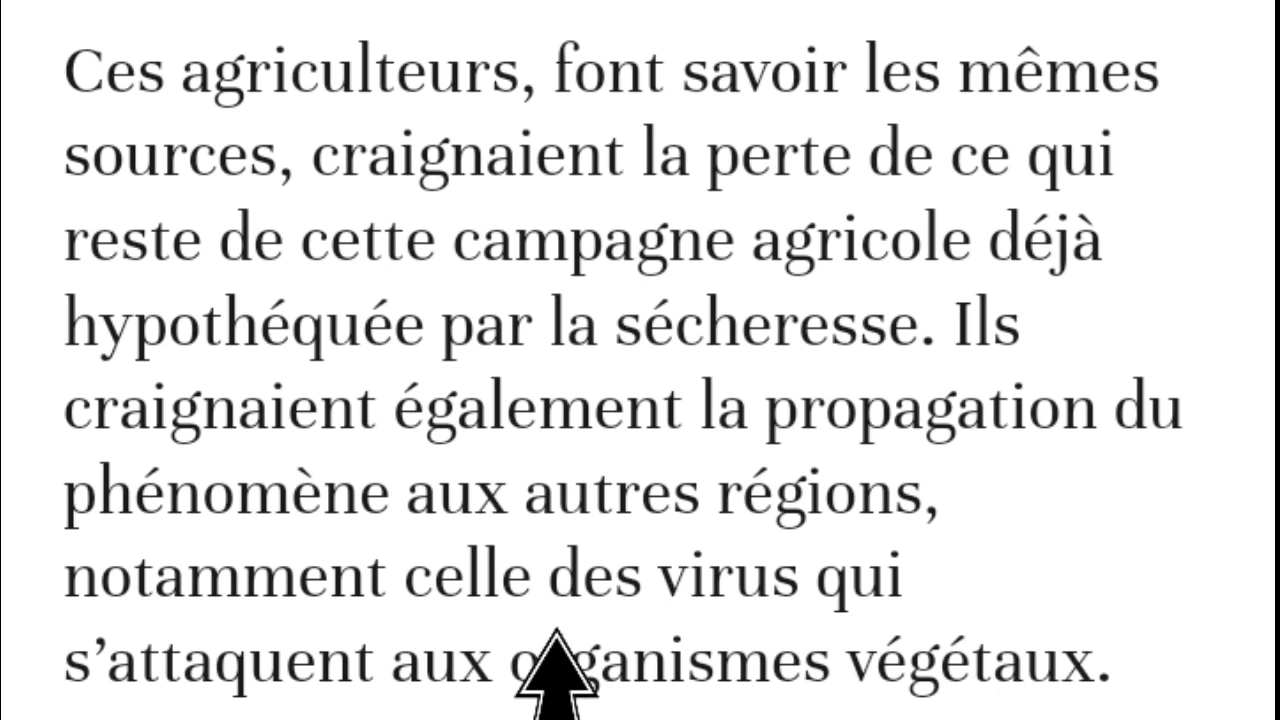 Ces agriculteurs, font savoir les mêmes
sources, craignaient la perte de ce qui
reste de cette campagne agricole déjà
hypothéquée par la sécheresse. Ils
craignaient également la propagation du
phénomène aux autres régions,
notamment celle des virus qui
s’attaquent aux organismes végétaux.